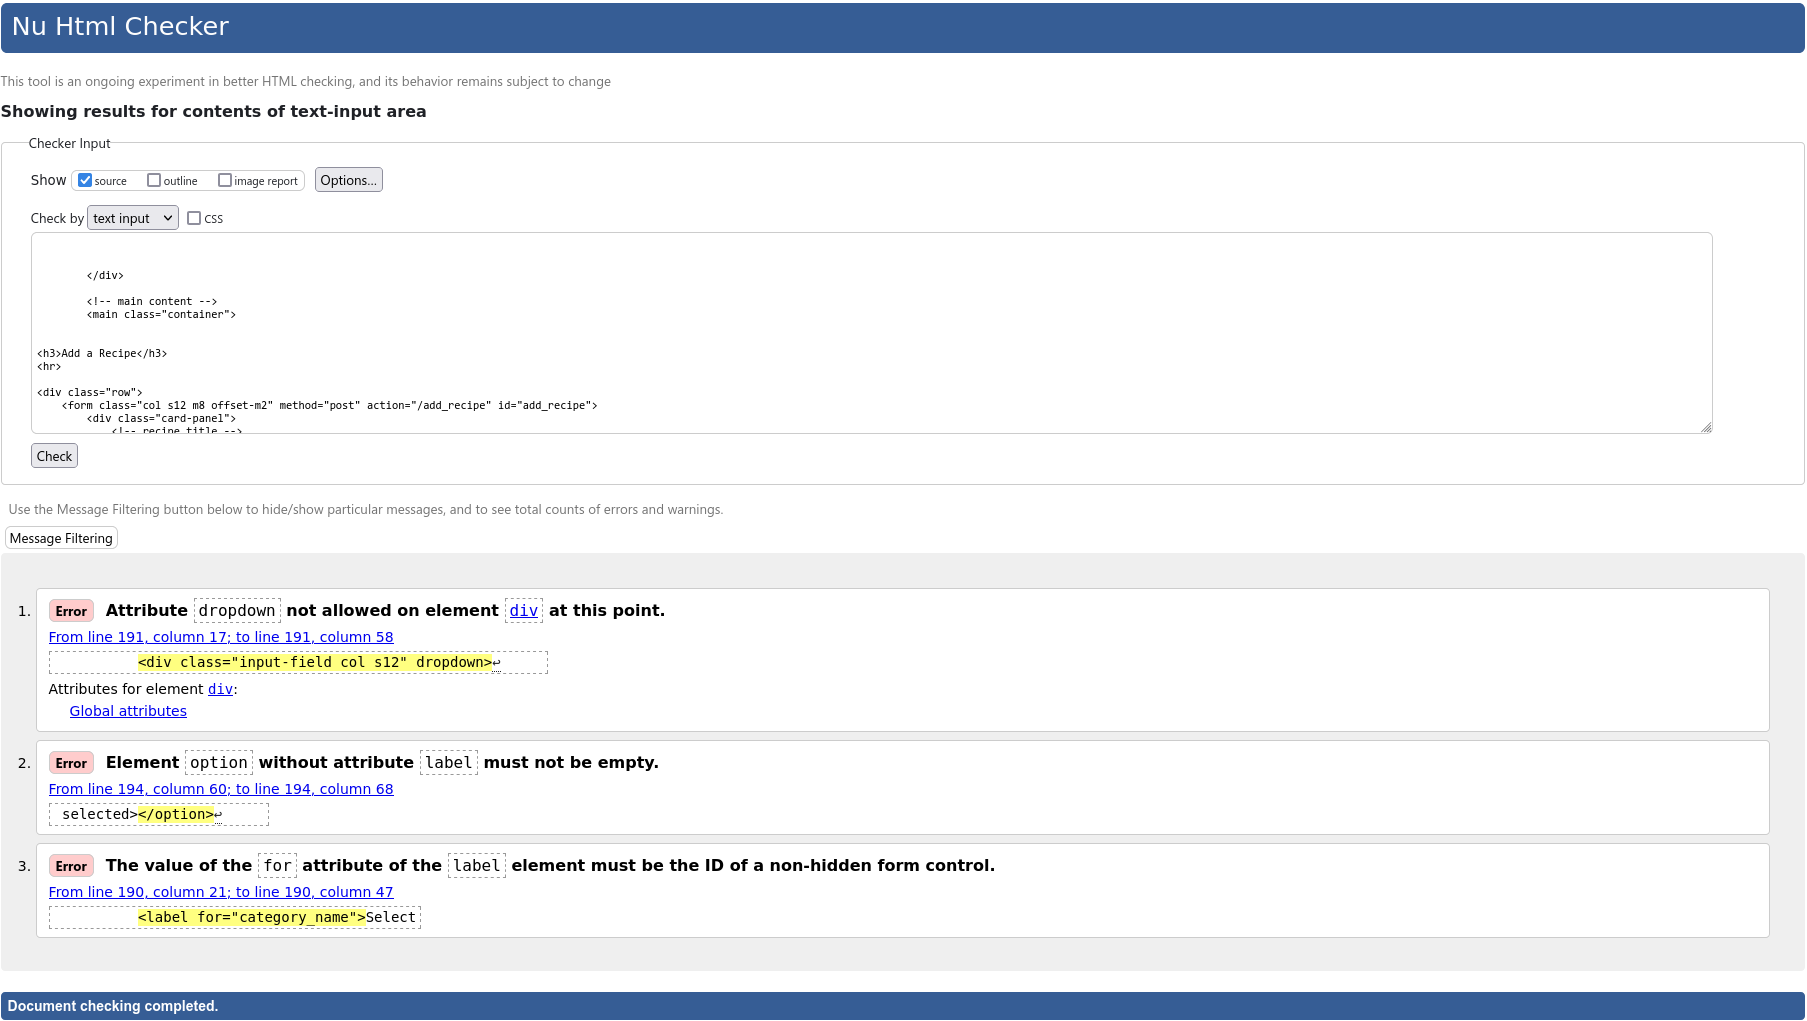 Nu Html Checker
This tool is an ongoing experiment in better HTML checking, and its behavior remains subject to change
Showing results for contents of text-input area
Checker Input
Show source outline image report Options...
Check by text input CSS
</div>
<!-- main content -->
<main class="container">
<h3>Add a Recipe</h3>
<hr>
<div class="row">
<form class="col s12 m8 offset-m2" method="post" action="/add_recipe" id="add_recipe">
<div class="card-panel">
<!-- recipe title -->
Check
Use the Message Filtering button below to hide/show particular messages, and to see total counts of errors and warnings.
Message Filtering
1. Error Attribute dropdown not allowed on element div at this point.
From line 191, column 17; to line 191, column 58
<div class="input-field col s12" dropdown>↩
Attributes for element div:
Global attributes
2. Error Element option without attribute label must not be empty.
From line 194, column 60; to line 194, column 68
selected></option>↩
3. Error The value of the for attribute of the label element must be the ID of a non-hidden form control.
From line 190, column 21; to line 190, column 47
<label for="category_name">Select
Document checking completed.